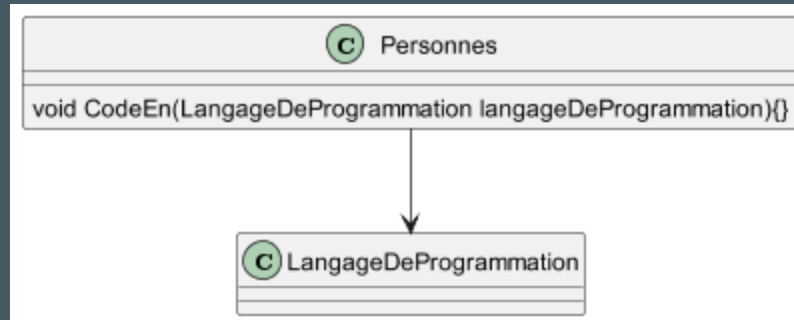 C Personnes
void CodeEn(LangageDeProgrammation langageDeProgrammation){}
C LangageDeProgrammation